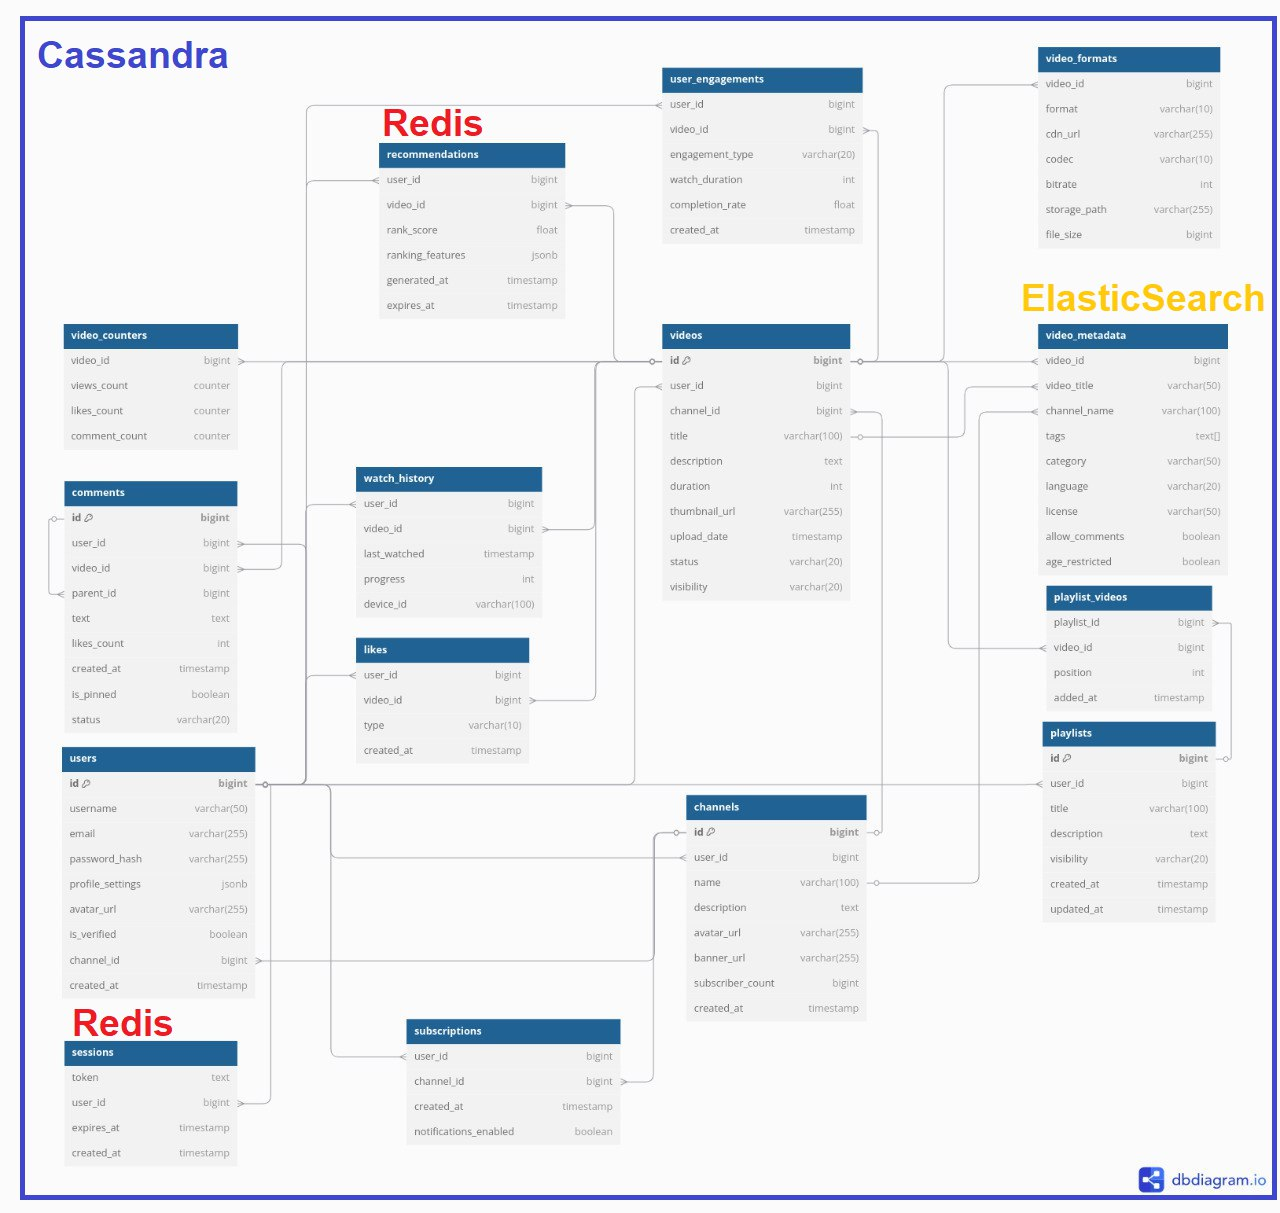 Cassandra
video_formats
video_id bigint
format varchar(10)
cdn_url varchar(255)
codec varchar(10)
bitrate int
storage_path varchar(255)
file_size bigint
user_engagements
user_id bigint
video_id bigint
engagement_type varchar(20)
watch_duration int
completion_rate float
created_at timestamp
Redis
recommendations
user_id bigint
video_id bigint
rank_score float
ranking_features jsonb
generated_at timestamp
expires_at timestamp
ElasticSearch
video_metadata
video_id bigint
video_title varchar(50)
channel_name varchar(100)
tags text[]
category varchar(50)
language varchar(20)
license varchar(50)
allow_comments boolean
age_restricted boolean
video_counters
video_id bigint
views_count counter
likes_count counter
comment_count counter
videos
id bigint
user_id bigint
channel_id bigint
title varchar(100)
description text
duration int
thumbnail_url varchar(255)
upload_date timestamp
status varchar(20)
visibility varchar(20)
watch_history
user_id bigint
video_id bigint
last_watched timestamp
progress int
device_id varchar(100)
comments
id bigint
user_id bigint
video_id bigint
parent_id bigint
text text
likes_count int
created_at timestamp
is_pinned boolean
status varchar(20)
playlist_videos
playlist_id bigint
video_id bigint
position int
added_at timestamp
likes
user_id bigint
video_id bigint
type varchar(10)
created_at timestamp
playlists
id bigint
user_id bigint
title varchar(100)
description text
visibility varchar(20)
created_at timestamp
updated_at timestamp
users
id bigint
username varchar(50)
email varchar(255)
password_hash varchar(255)
profile_settings jsonb
avatar_url varchar(255)
is_verified boolean
channel_id bigint
created_at timestamp
channels
id bigint
user_id bigint
name varchar(100)
description text
avatar_url varchar(255)
banner_url varchar(255)
subscriber_count bigint
created_at timestamp
Redis
sessions
token text
user_id bigint
expires_at timestamp
created_at timestamp
subscriptions
user_id bigint
channel_id bigint
created_at timestamp
notifications_enabled boolean
dbdiagram.io